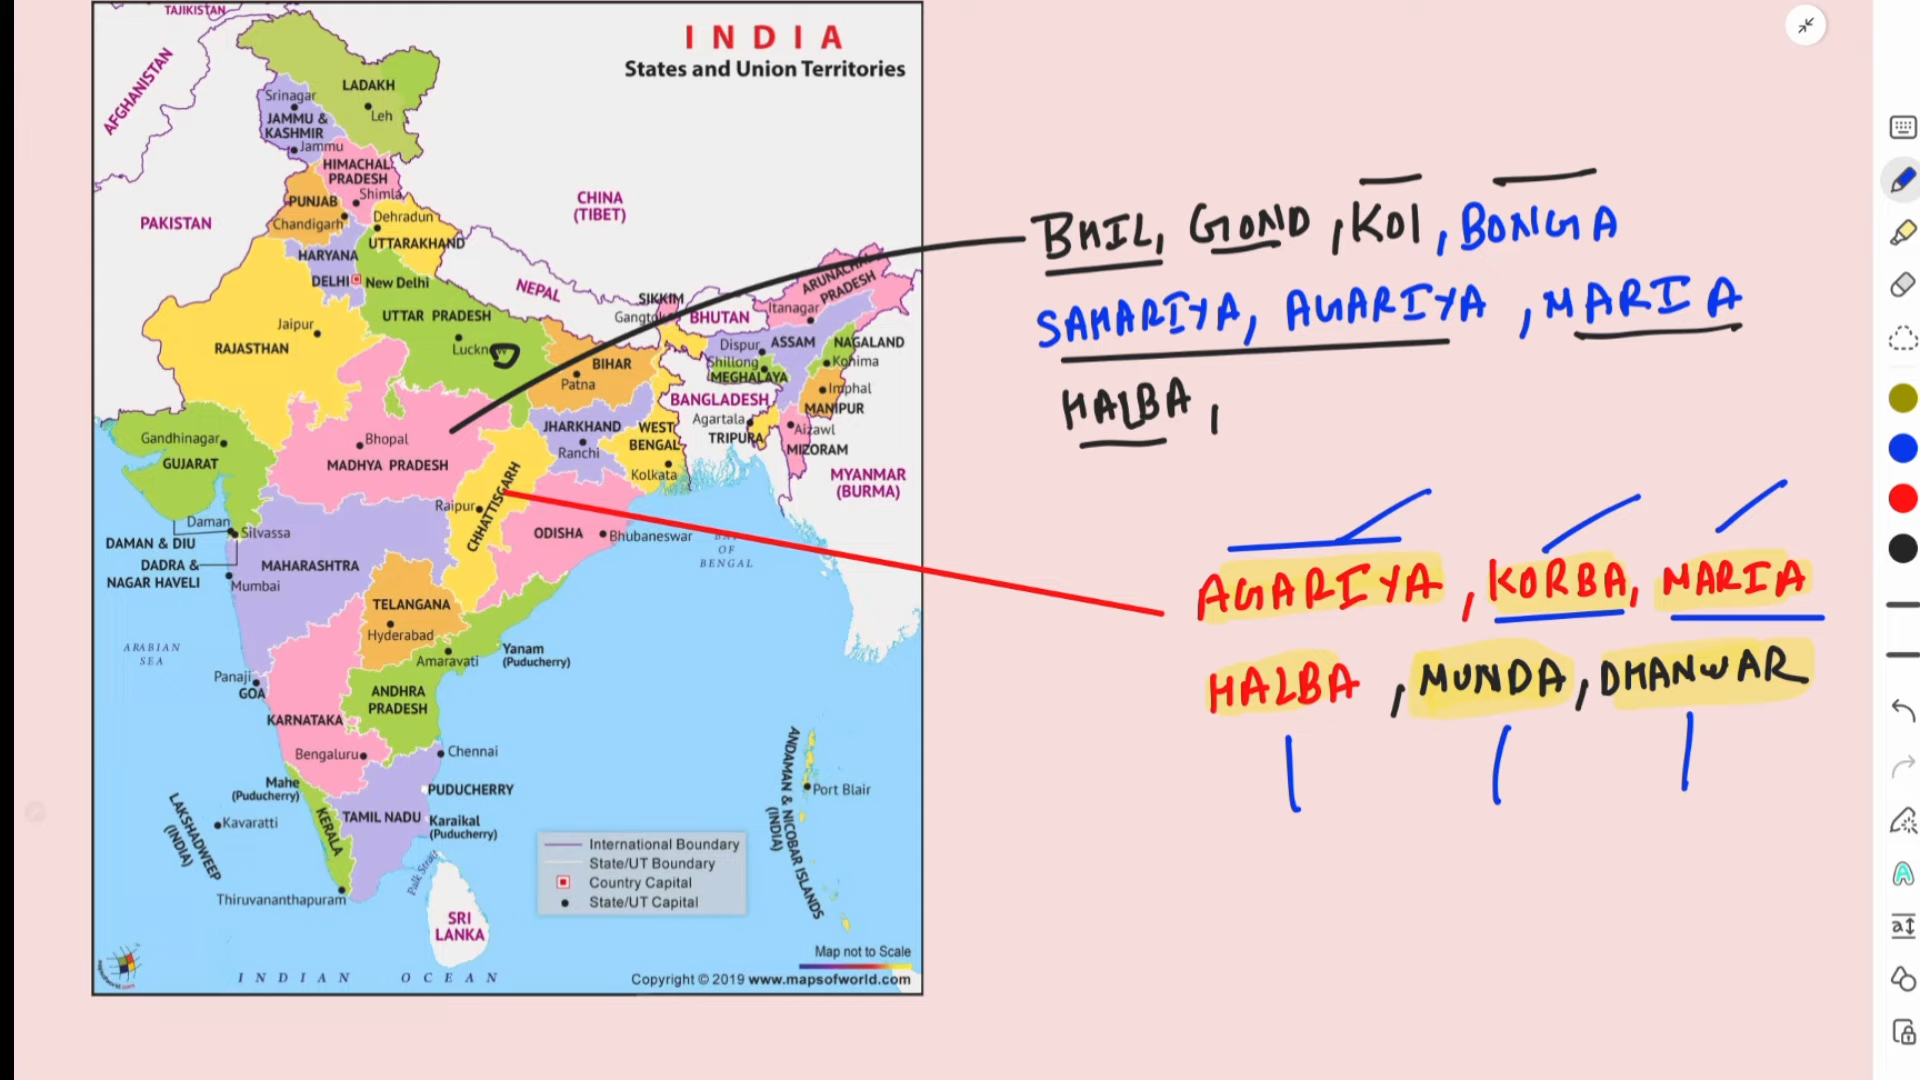 TAJIKISTAN
AFGHANISTAN
INDIA
States and Union Territories
LADAKH
Srinagar
Leh
JAMMU &
KASHMIR
Jammu
HIMACHAL
PRADESH
Shimla
PUNJAB
Chandigarh
Dehradun
UTTARAKHAND
CHINA
(TIBET)
PAKISTAN
HARYANA
DELHI
New Delhi
NEPAL
SIKKIM
Gangtok
BHUTAN
ARUNACHAL
PRADESH
Itanagar
UTTAR PRADESH
Lucknow
Jaipur
RAJASTHAN
BIHAR
Patna
Dispur
ASSAM
NAGALAND
Shillong
Kohima
MEGHALAYA
Imphal
MANIPUR
BANGLADESH
Agartala
TRIPURA
Aizawl
MIZORAM
Gandhinagar
GUJARAT
Bhopal
MADHYA PRADESH
JHARKHAND
Ranchi
WEST
BENGAL
Kolkata
MYANMAR
(BURMA)
CHHATTISGARH
Raipur
Daman
Silvassa
DAMAN & DIU
DADRA &
NAGAR HAVELI
ODISHA
Bhubaneswar
OF
BENGAL
MAHARASHTRA
Mumbai
TELANGANA
Hyderabad
Amaravati
Yanam
(Puducherry)
ARABIAN
SEA
Panaji
GOA
ANDHRA
PRADESH
KARNATAKA
Bengaluru
Chennai
Mahe
(Puducherry)
PUDUCHERRY
LAKSHADWEEP
(INDIA)
Kavaratti
KERALA
TAMIL NADU
Karaikal
(Puducherry)
Palk Strait
Thiruvananthapuram
SRI
LANKA
ANDAMAN & NICOBAR ISLANDS
(INDIA)
Port Blair
International Boundary
State/UT Boundary
Country Capital
State/UT Capital
INDIAN OCEAN
Map not to Scale
Copyright © 2019 www.mapsofworld.com
BHIL, GOND, KOl, BONGA
SAHARIYA, AGARIYA, MARIA
HALBA,
AGARIYA, KORBA, MARIA
HALBA, MUNDA, DHANWAR